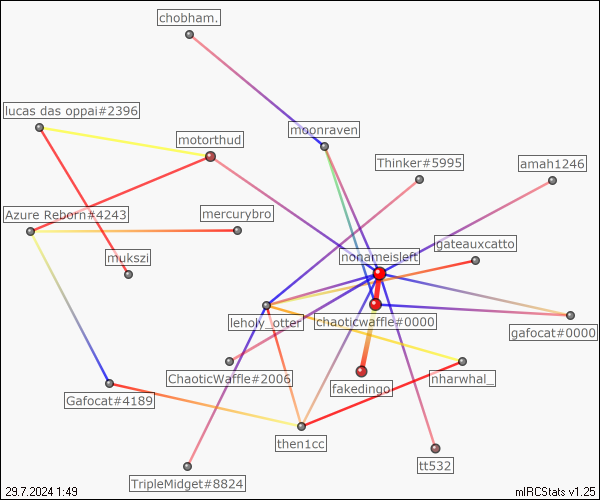 chobham.
lucas das oppai#2396
motorthud
moonraven
Thinker#5995
amah1246
Azure Reborn#4243
mercurybro
gateauxcatto
mukszi
nonameisleft
leholy_otter
chaoticwaffle#0000
gafocat#0000
ChaoticWaffle#2006
fakedingo
nharwhal_
Gafocat#4189
then1cc
tt532
TripleMidget#8824
29.7.2024 1:49
mIRCStats v1.25